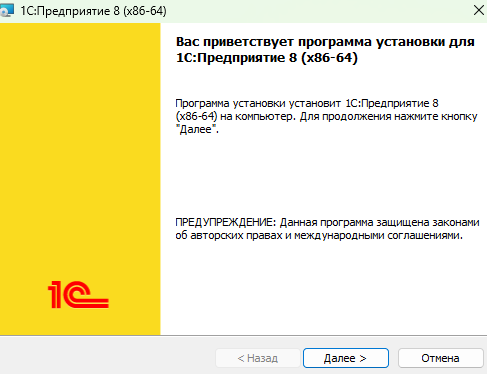 1С:Предприятие 8 (x86-64)
Вас приветствует программа установки для
1С:Предприятие 8 (x86-64)
Программа установки установит 1С:Предприятие 8
(x86-64) на компьютер. Для продолжения нажмите кнопку
"Далее".
ПРЕДУПРЕЖДЕНИЕ: Данная программа защищена законами
об авторских правах и международными соглашениями.
1С
< Назад
Далее >
Отмена